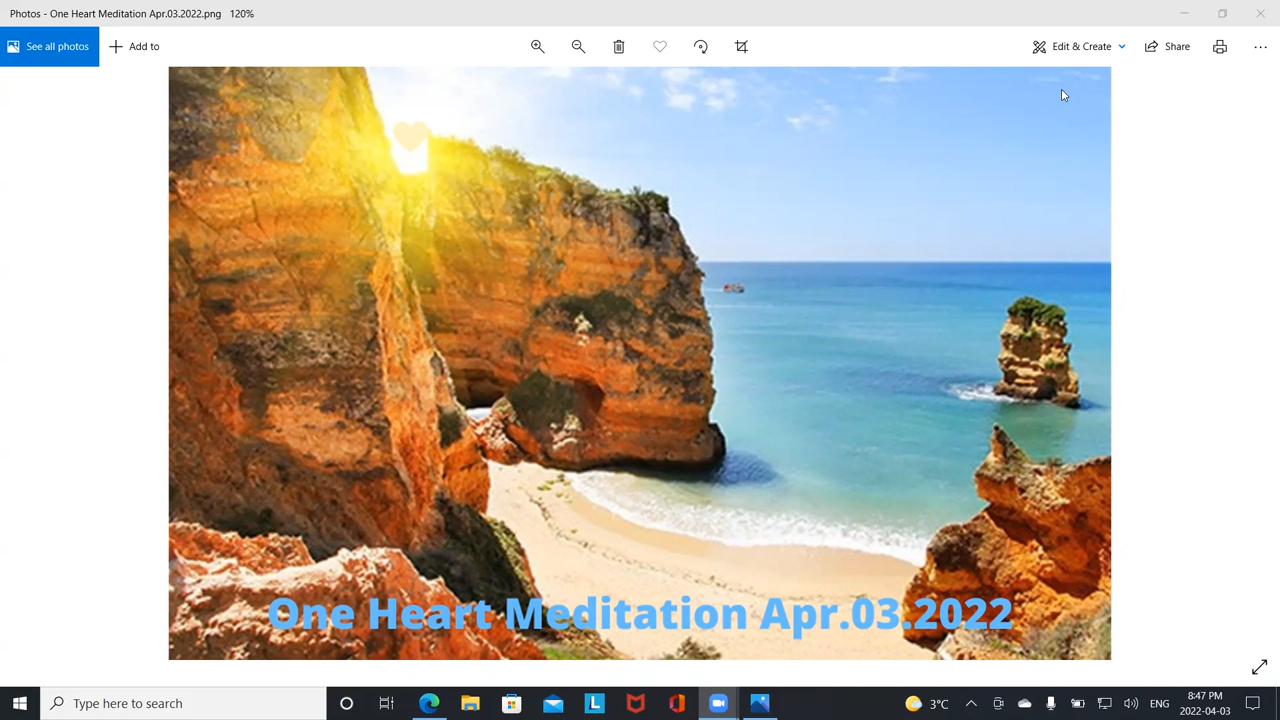 Photos - One Heart Meditation Apr.03.2022.png 120%
See all photos
Add to
Edit & Create
Share
One Heart Meditation Apr.03.2022
Type here to search
L
3°C
ENG
8:47 PM
2022-04-03